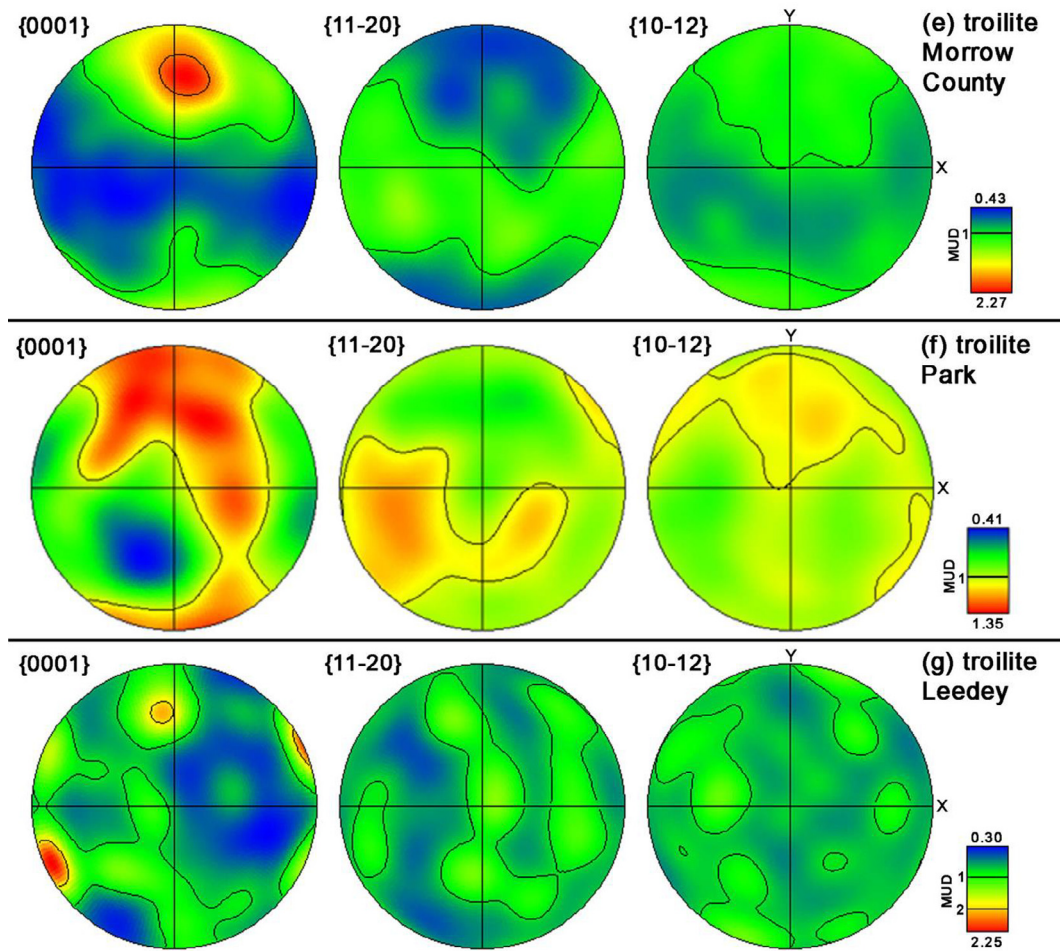 {0001} {11-20} {10-12} Y (e) troilite
Morrow
County
X
0.43
MUD 1
2.27
{0001} {11-20} {10-12} Y (f) troilite
Park
X
0.41
MUD 1
1.35
{0001} {11-20} {10-12} Y (g) troilite
Leedey
X
0.30
MUD 1
2
2.25